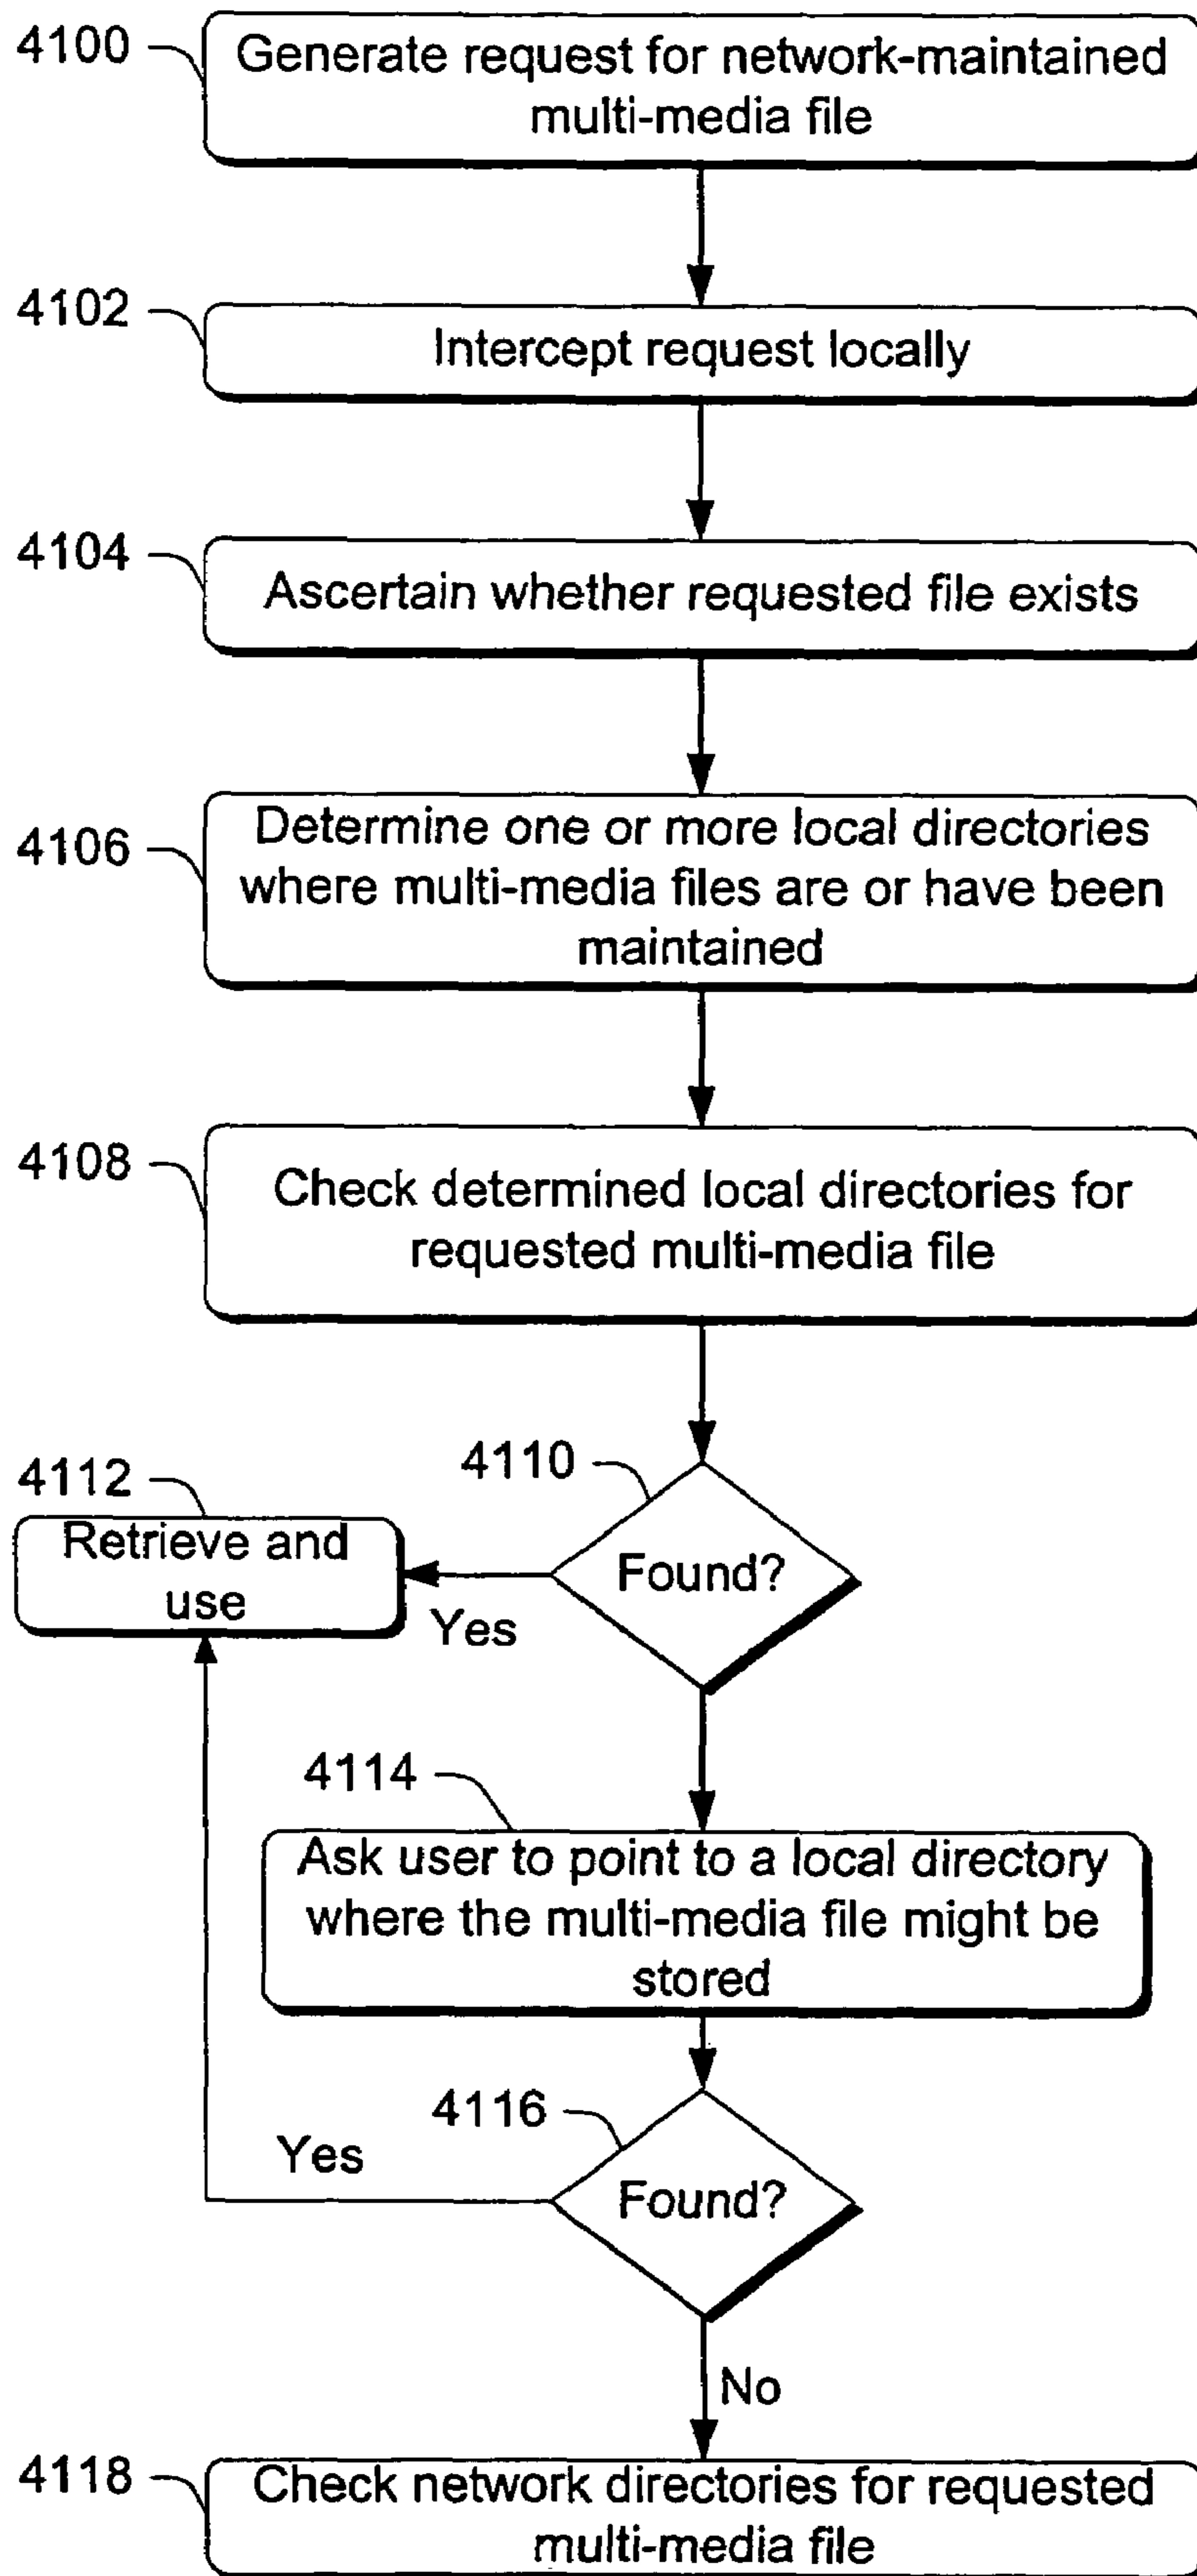 4100
Generate request for network-maintained
multi-media file
4102
Intercept request locally
4104
Ascertain whether requested file exists
4106
Determine one or more local directories
where multi-media files are or have been
maintained
4108
Check determined local directories for
requested multi-media file
4110
Found?
Yes
4112
Retrieve and
use
4114
Ask user to point to a local directory
where the multi-media file might be
stored
4116
Found?
Yes
No
4118
Check network directories for requested
multi-media file